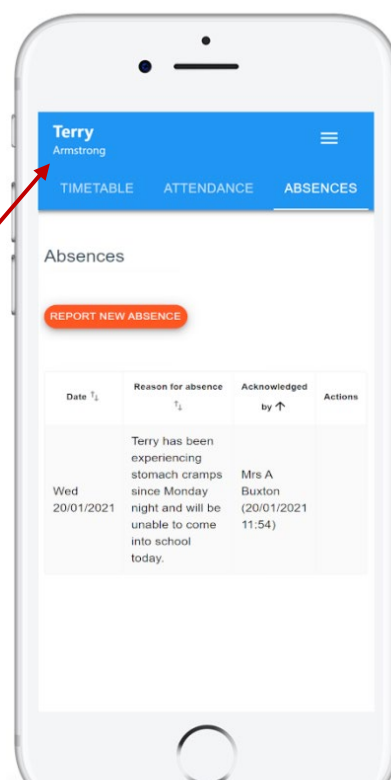 Terry
Armstrong
TIMETABLE ATTENDANCE ABSENCES
Absences
REPORT NEW ABSENCE
Date Reason for absence Acknowledged by Actions
Wed 20/01/2021
Terry has been
experiencing
stomach cramps
since Monday
night and will be
unable to come
into school
today.
Mrs A
Buxton
(20/01/2021
11:54)